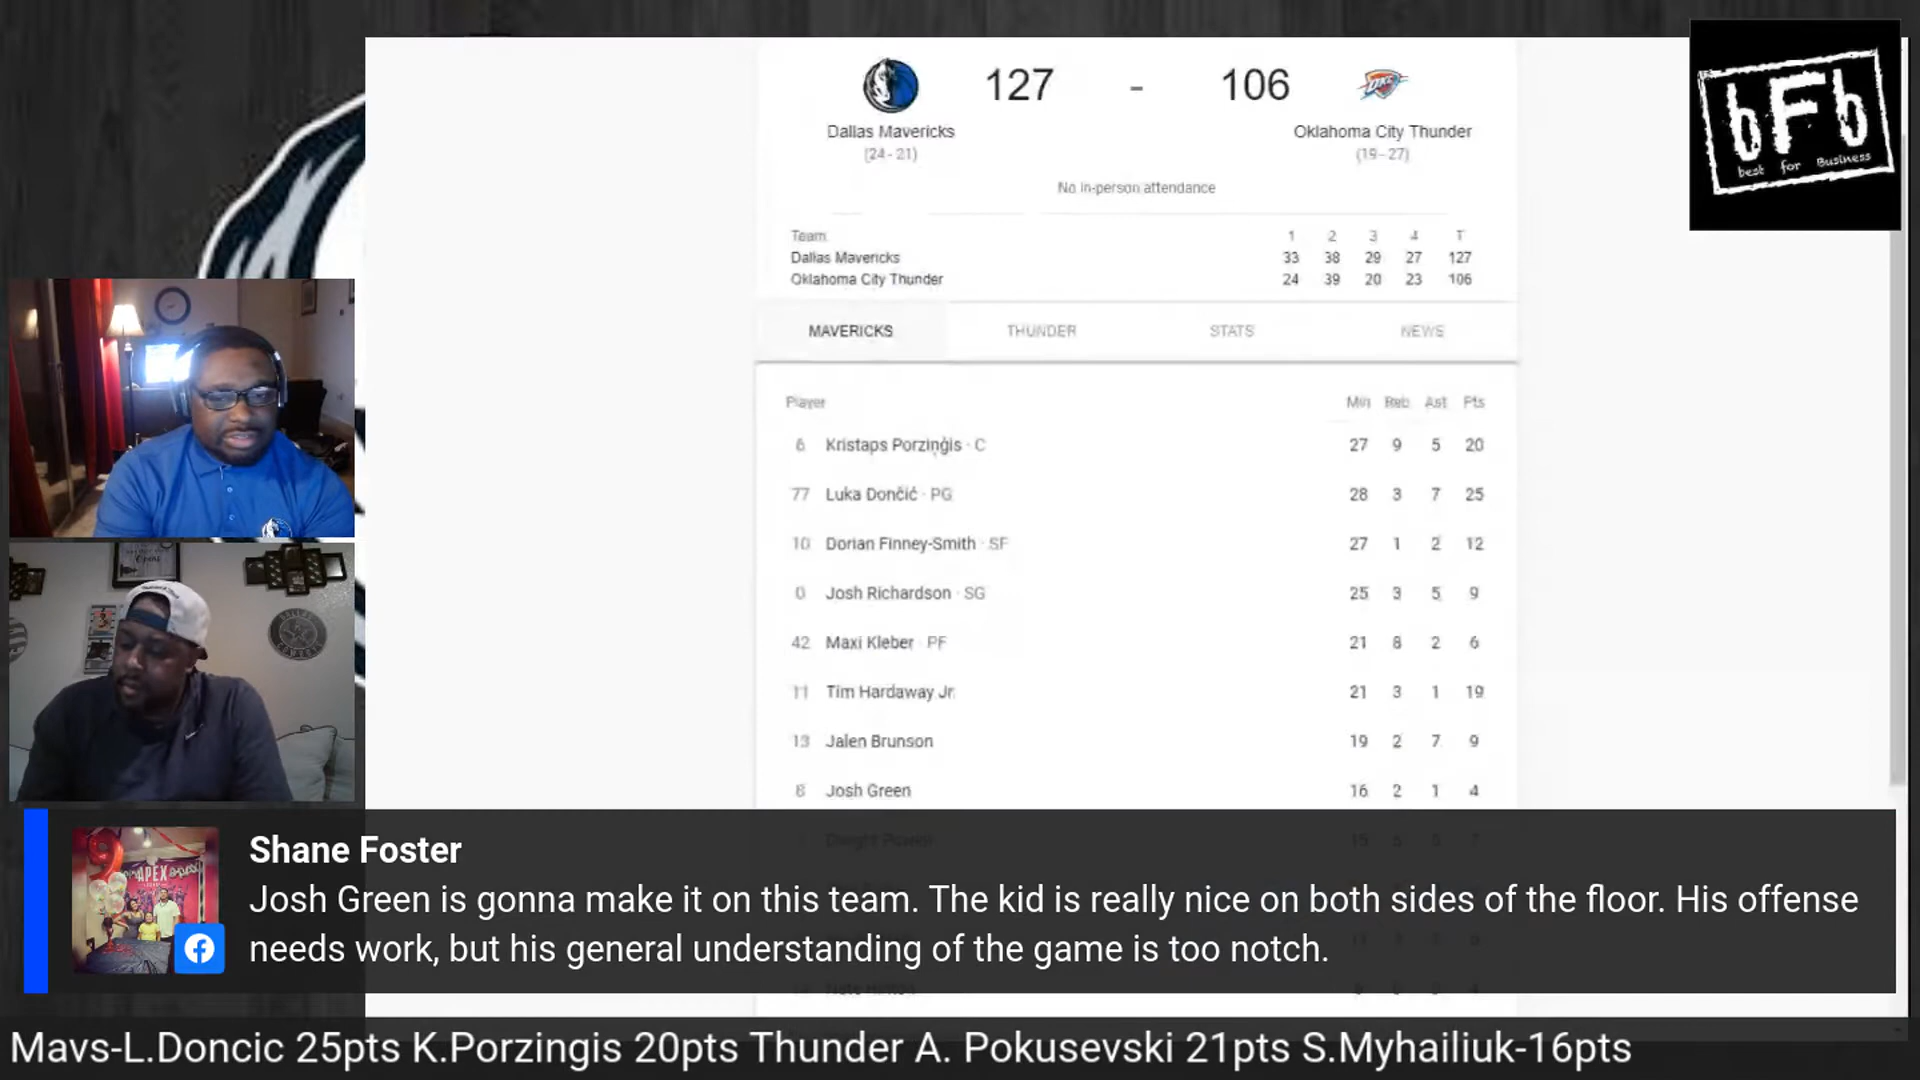 127 - 106
Dallas Mavericks
(24 - 21)
Oklahoma City Thunder
(19 - 27)
No in-person attendance
Team 1 2 3 4 T
Dallas Mavericks 33 38 29 27 127
Oklahoma City Thunder 24 39 20 23 106
MAVERICKS THUNDER STATS NEWS
Player Min Reb Ast Pts
6 Kristaps Porziņģis · C 27 9 5 20
77 Luka Dončić · PG 28 3 7 25
10 Dorian Finney-Smith · SF 27 1 2 12
0 Josh Richardson · SG 25 3 5 9
42 Maxi Kleber · PF 21 8 2 6
11 Tim Hardaway Jr. 21 3 1 19
13 Jalen Brunson 19 2 7 9
8 Josh Green 16 2 1 4
bFb
best for Business
OKC
APEX
Shane Foster
Josh Green is gonna make it on this team. The kid is really nice on both sides of the floor. His offense
needs work, but his general understanding of the game is too notch.
Mavs-L.Doncic 25pts K.Porzingis 20pts Thunder A. Pokusevski 21pts S.Myhailiuk-16pts